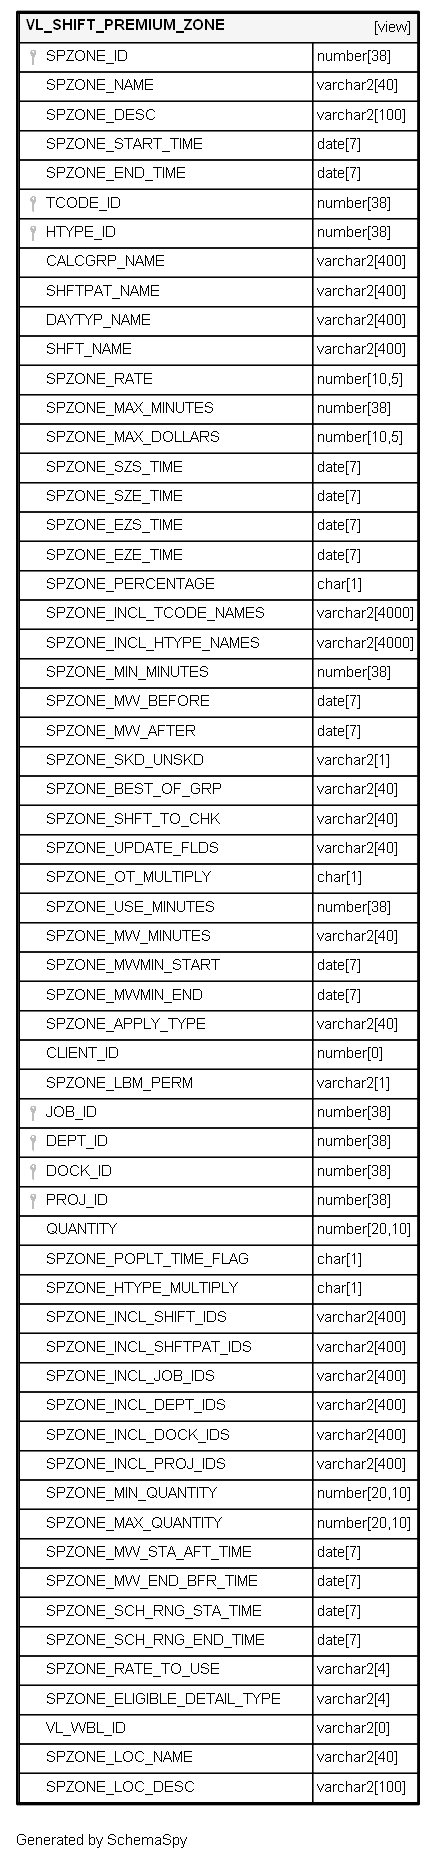 VL_SHIFT_PREMIUM_ZONE [view]
SPZONE_ID number[38]
SPZONE_NAME varchar2[40]
SPZONE_DESC varchar2[100]
SPZONE_START_TIME date[7]
SPZONE_END_TIME date[7]
TCODE_ID number[38]
HTYPE_ID number[38]
CALCGRP_NAME varchar2[400]
SHFTPAT_NAME varchar2[400]
DAYTYP_NAME varchar2[400]
SHFT_NAME varchar2[400]
SPZONE_RATE number[10,5]
SPZONE_MAX_MINUTES number[38]
SPZONE_MAX_DOLLARS number[10,5]
SPZONE_SZS_TIME date[7]
SPZONE_SZE_TIME date[7]
SPZONE_EZS_TIME date[7]
SPZONE_EZE_TIME date[7]
SPZONE_PERCENTAGE char[1]
SPZONE_INCL_TCODE_NAMES varchar2[4000]
SPZONE_INCL_HTYPE_NAMES varchar2[4000]
SPZONE_MIN_MINUTES number[38]
SPZONE_MW_BEFORE date[7]
SPZONE_MW_AFTER date[7]
SPZONE_SKD_UNSKD varchar2[1]
SPZONE_BEST_OF_GRP varchar2[40]
SPZONE_SHFT_TO_CHK varchar2[40]
SPZONE_UPDATE_FLDS varchar2[40]
SPZONE_OT_MULTIPLY char[1]
SPZONE_USE_MINUTES number[38]
SPZONE_MW_MINUTES varchar2[40]
SPZONE_MWMIN_START date[7]
SPZONE_MWMIN_END date[7]
SPZONE_APPLY_TYPE varchar2[40]
CLIENT_ID number[0]
SPZONE_LBM_PERM varchar2[1]
JOB_ID number[38]
DEPT_ID number[38]
DOCK_ID number[38]
PROJ_ID number[38]
QUANTITY number[20,10]
SPZONE_POPLT_TIME_FLAG char[1]
SPZONE_HTYPE_MULTIPLY char[1]
SPZONE_INCL_SHIFT_IDS varchar2[400]
SPZONE_INCL_SHFTPAT_IDS varchar2[400]
SPZONE_INCL_JOB_IDS varchar2[400]
SPZONE_INCL_DEPT_IDS varchar2[400]
SPZONE_INCL_DOCK_IDS varchar2[400]
SPZONE_INCL_PROJ_IDS varchar2[400]
SPZONE_MIN_QUANTITY number[20,10]
SPZONE_MAX_QUANTITY number[20,10]
SPZONE_MW_STA_AFT_TIME date[7]
SPZONE_MW_END_BFR_TIME date[7]
SPZONE_SCH_RNG_STA_TIME date[7]
SPZONE_SCH_RNG_END_TIME date[7]
SPZONE_RATE_TO_USE varchar2[4]
SPZONE_ELIGIBLE_DETAIL_TYPE varchar2[4]
VL_WBL_ID varchar2[0]
SPZONE_LOC_NAME varchar2[40]
SPZONE_LOC_DESC varchar2[100]
Generated by SchemaSpy